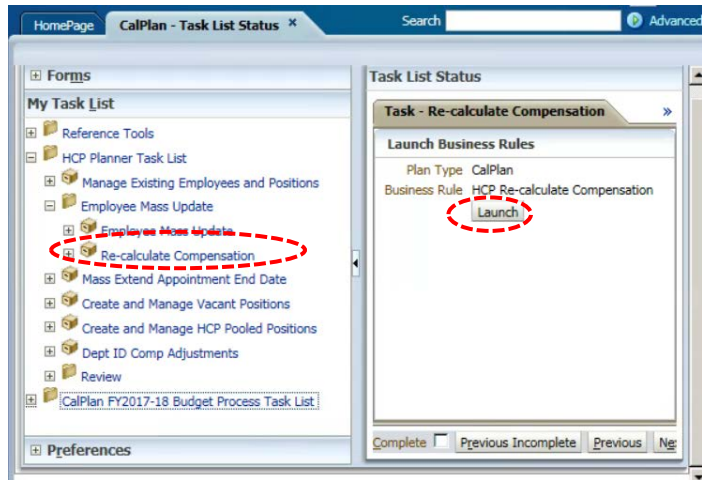 HomePage
CalPlan - Task List Status ×
Search
Advanced
Forms
My Task List
Reference Tools
HCP Planner Task List
Manage Existing Employees and Positions
Employee Mass Update
Employee Mass Update
Re-calculate Compensation
Mass Extend Appointment End Date
Create and Manage Vacant Positions
Create and Manage HCP Pooled Positions
Dept ID Comp Adjustments
Review
CalPlan FY2017-18 Budget Process Task List
Preferences
Task List Status
Task - Re-calculate Compensation »
Launch Business Rules
Plan Type CalPlan
Business Rule HCP Re-calculate Compensation
Launch
Complete Previous Incomplete Previous Ne